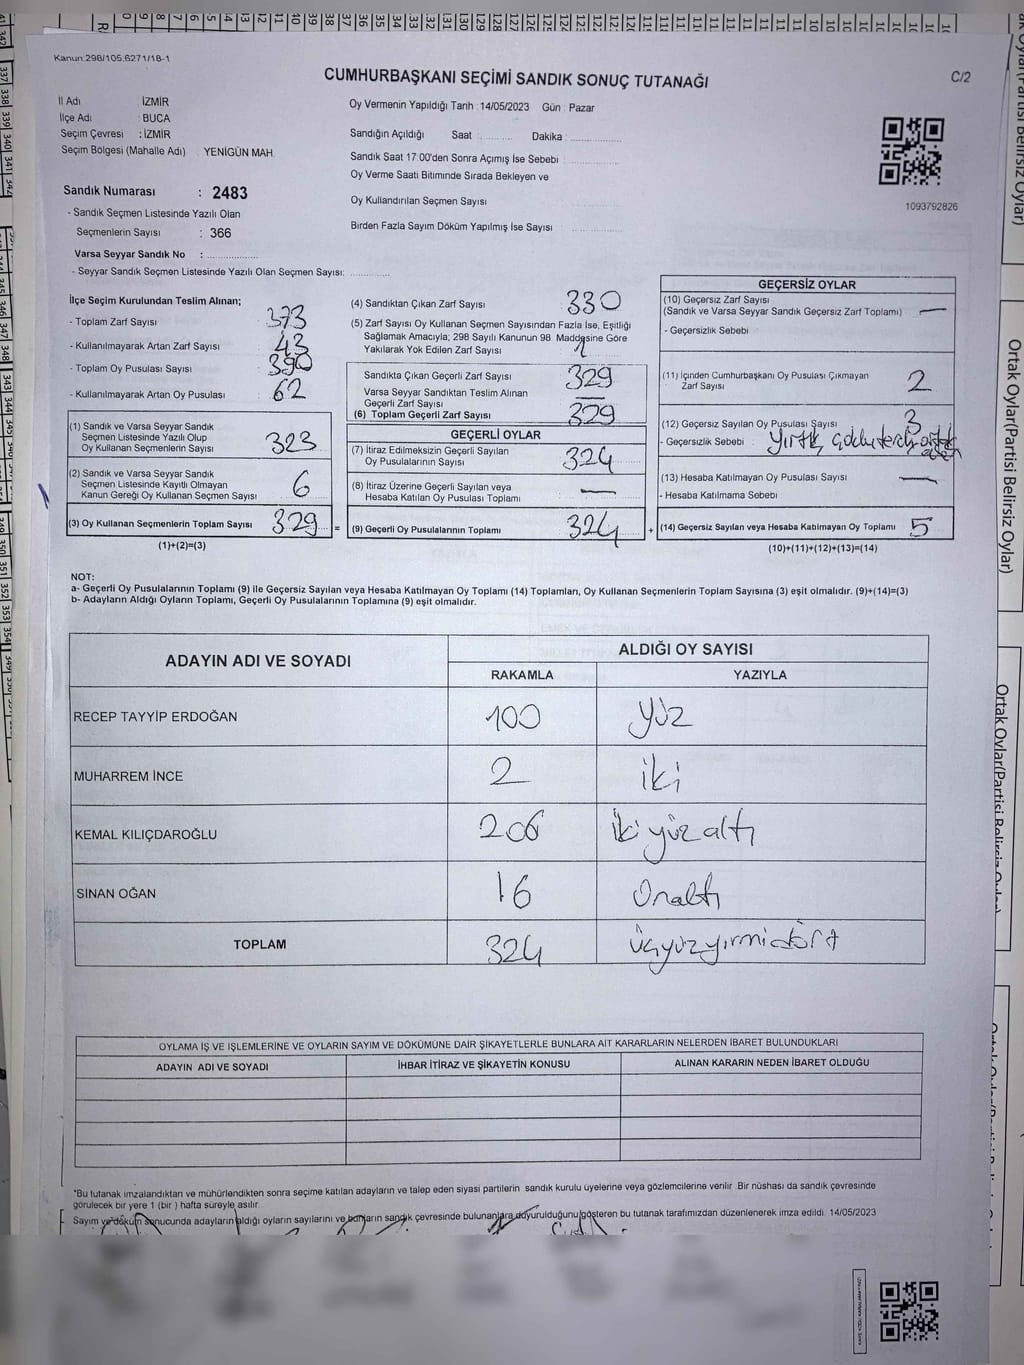 Kanun:298/105;6271/18-1
CUMHURBAŞKANI SEÇİMİ SANDIK SONUÇ TUTANAĞI
C/2
İl Adı : İZMİR
İlçe Adı : BUCA
Seçim Çevresi : İZMİR
Seçim Bölgesi (Mahalle Adı) : YENİGÜN MAH.
Oy Vermenin Yapıldığı Tarih : 14/05/2023 Gün : Pazar
Sandığın Açıldığı Saat .......... Dakika ..........
Sandık Saat 17:00'den Sonra Açımış İse Sebebi ..........
Oy Verme Saati Bitiminde Sırada Bekleyen ve
Oy Kullandırılan Seçmen Sayısı ..........
Birden Fazla Sayım Döküm Yapılmış İse Sayısı ..........
1093792826
Sandık Numarası : 2483
- Sandık Seçmen Listesinde Yazılı Olan
Seçmenlerin Sayısı : 366
Varsa Seyyar Sandık No : ..........
- Seyyar Sandık Seçmen Listesinde Yazılı Olan Seçmen Sayısı: ..........
İlçe Seçim Kurulundan Teslim Alınan;
- Toplam Zarf Sayısı 373
- Kullanılmayarak Artan Zarf Sayısı 43
- Toplam Oy Pusulası Sayısı 390
- Kullanılmayarak Artan Oy Pusulası 62
(1) Sandık ve Varsa Seyyar Sandık
Seçmen Listesinde Yazılı Olup
Oy Kullanan Seçmenlerin Sayısı 323
(2) Sandık ve Varsa Seyyar Sandık
Seçmen Listesinde Kayıtlı Olmayan
Kanun Gereği Oy Kullanan Seçmen Sayısı 6
(3) Oy Kullanan Seçmenlerin Toplam Sayısı 329 =
(1)+(2)=(3)
(4) Sandıktan Çıkan Zarf Sayısı 330
(5) Zarf Sayısı Oy Kullanan Seçmen Sayısından Fazla İse, Eşitliği
Sağlamak Amacıyla; 298 Sayılı Kanunun 98. Maddesine Göre
Yakılarak Yok Edilen Zarf Sayısı 1
Sandıkta Çıkan Geçerli Zarf Sayısı 329
Varsa Seyyar Sandıktan Teslim Alınan
Geçerli Zarf Sayısı —
(6) Toplam Geçerli Zarf Sayısı 329
GEÇERLİ OYLAR
(7) İtiraz Edilmeksizin Geçerli Sayılan
Oy Pusulalarının Sayısı 324
(8) İtiraz Üzerine Geçerli Sayılan veya
Hesaba Katılan Oy Pusulası Toplamı —
(9) Geçerli Oy Pusulalarının Toplamı 324 +
GEÇERSİZ OYLAR
(10) Geçersiz Zarf Sayısı
(Sandık ve Varsa Seyyar Sandık Geçersiz Zarf Toplamı) —
- Geçersizlik Sebebi
(11) İçinden Cumhurbaşkanı Oy Pusulası Çıkmayan
Zarf Sayısı 2
(12) Geçersiz Sayılan Oy Pusulası Sayısı 3
- Geçersizlik Sebebi : Yırtık,
(13) Hesaba Katılmayan Oy Pusulası Sayısı —
- Hesaba Katılmama Sebebi
(14) Geçersiz Sayılan veya Hesaba Katılmayan Oy Toplamı 5
(10)+(11)+(12)+(13)=(14)
NOT:
a- Geçerli Oy Pusulalarının Toplamı (9) ile Geçersiz Sayılan veya Hesaba Katılmayan Oy Toplamı (14) Toplamları, Oy Kullanan Seçmenlerin Toplam Sayısına (3) eşit olmalıdır. (9)+(14)=(3)
b- Adayların Aldığı Oyların Toplamı, Geçerli Oy Pusulalarının Toplamına (9) eşit olmalıdır.
ADAYIN ADI VE SOYADI
ALDIĞI OY SAYISI
RAKAMLA YAZIYLA
RECEP TAYYİP ERDOĞAN 100 Yüz
MUHARREM İNCE 2 iki
KEMAL KILIÇDAROĞLU 206 iki yüz altı
SİNAN OĞAN 16 Onaltı
TOPLAM 324 üçyüzyirmidört
OYLAMA İŞ VE İŞLEMLERİNE VE OYLARIN SAYIM VE DÖKÜMÜNE DAİR ŞİKAYETLERLE BUNLARA AİT KARARLARIN NELERDEN İBARET BULUNDUKLARI
ADAYIN ADI VE SOYADI İHBAR İTİRAZ VE ŞİKAYETİN KONUSU ALINAN KARARIN NEDEN İBARET OLDUĞU
*Bu tutanak imzalandıktan ve mühürlendikten sonra seçime katılan adayların ve talep eden siyasi partilerin sandık kurulu üyelerine veya gözlemcilerine verilir. Bir nüshası da sandık çevresinde
görülecek bir yere 1 (bir) hafta süreyle asılır.
Sayım ve döküm sonucunda adayların aldığı oyların sayılarını ve bunların sandık çevresinde bulunanlara duyurulduğunu gösteren bu tutanak tarafımızdan düzenlenerek imza edildi. 14/05/2023
Ortak Oylar(Partisi Belirsiz Oylar)
Ortak Oylar(Partisi Belirsiz Oylar)